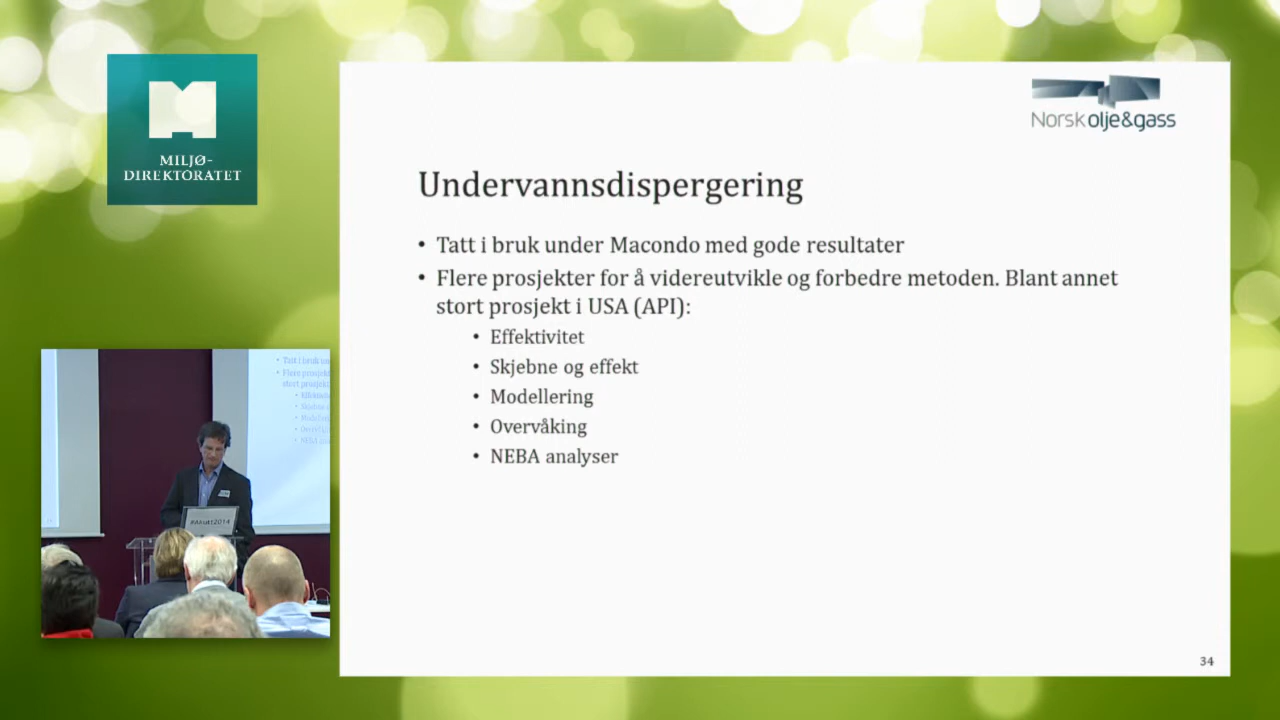 MILJØ-
DIREKTORATET
Norsk olje&gass
Undervannsdispergering
• Tatt i bruk under Macondo med gode resultater
• Flere prosjekter for å videreutvikle og forbedre metoden. Blant annet
stort prosjekt i USA (API):
• Effektivitet
• Skjebne og effekt
• Modellering
• Overvåking
• NEBA analyser
34
#Akutt2014